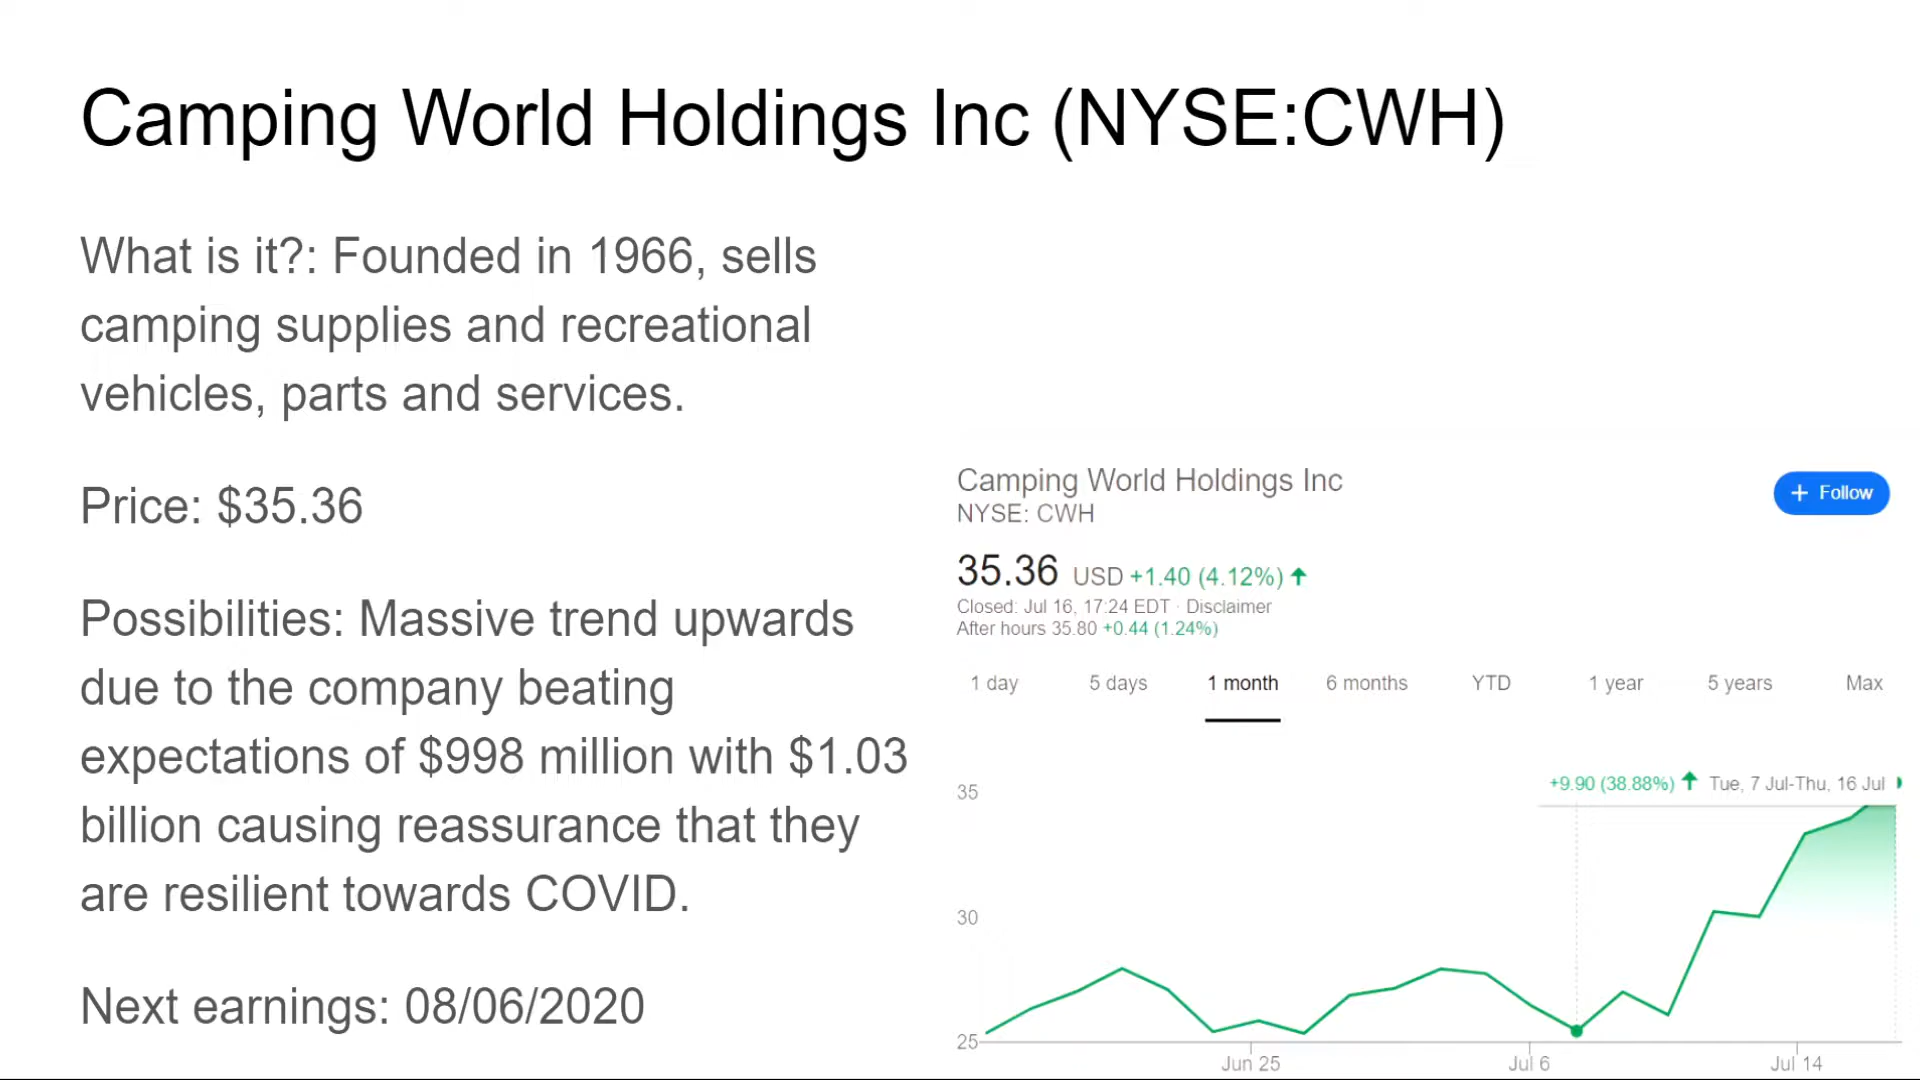 Camping World Holdings Inc (NYSE:CWH)
What is it?: Founded in 1966, sells
camping supplies and recreational
vehicles, parts and services.
Price: $35.36
Possibilities: Massive trend upwards
due to the company beating
expectations of $998 million with $1.03
billion causing reassurance that they
are resilient towards COVID.
Next earnings: 08/06/2020
Camping World Holdings Inc
NYSE: CWH
+ Follow
35.36 USD +1.40 (4.12%)
Closed: Jul 16, 17:24 EDT · Disclaimer
After hours 35.80 +0.44 (1.24%)
1 day 5 days 1 month 6 months YTD 1 year 5 years Max
+9.90 (38.88%) Tue, 7 Jul-Thu, 16 Jul
35
30
25
Jun 25 Jul 6 Jul 14